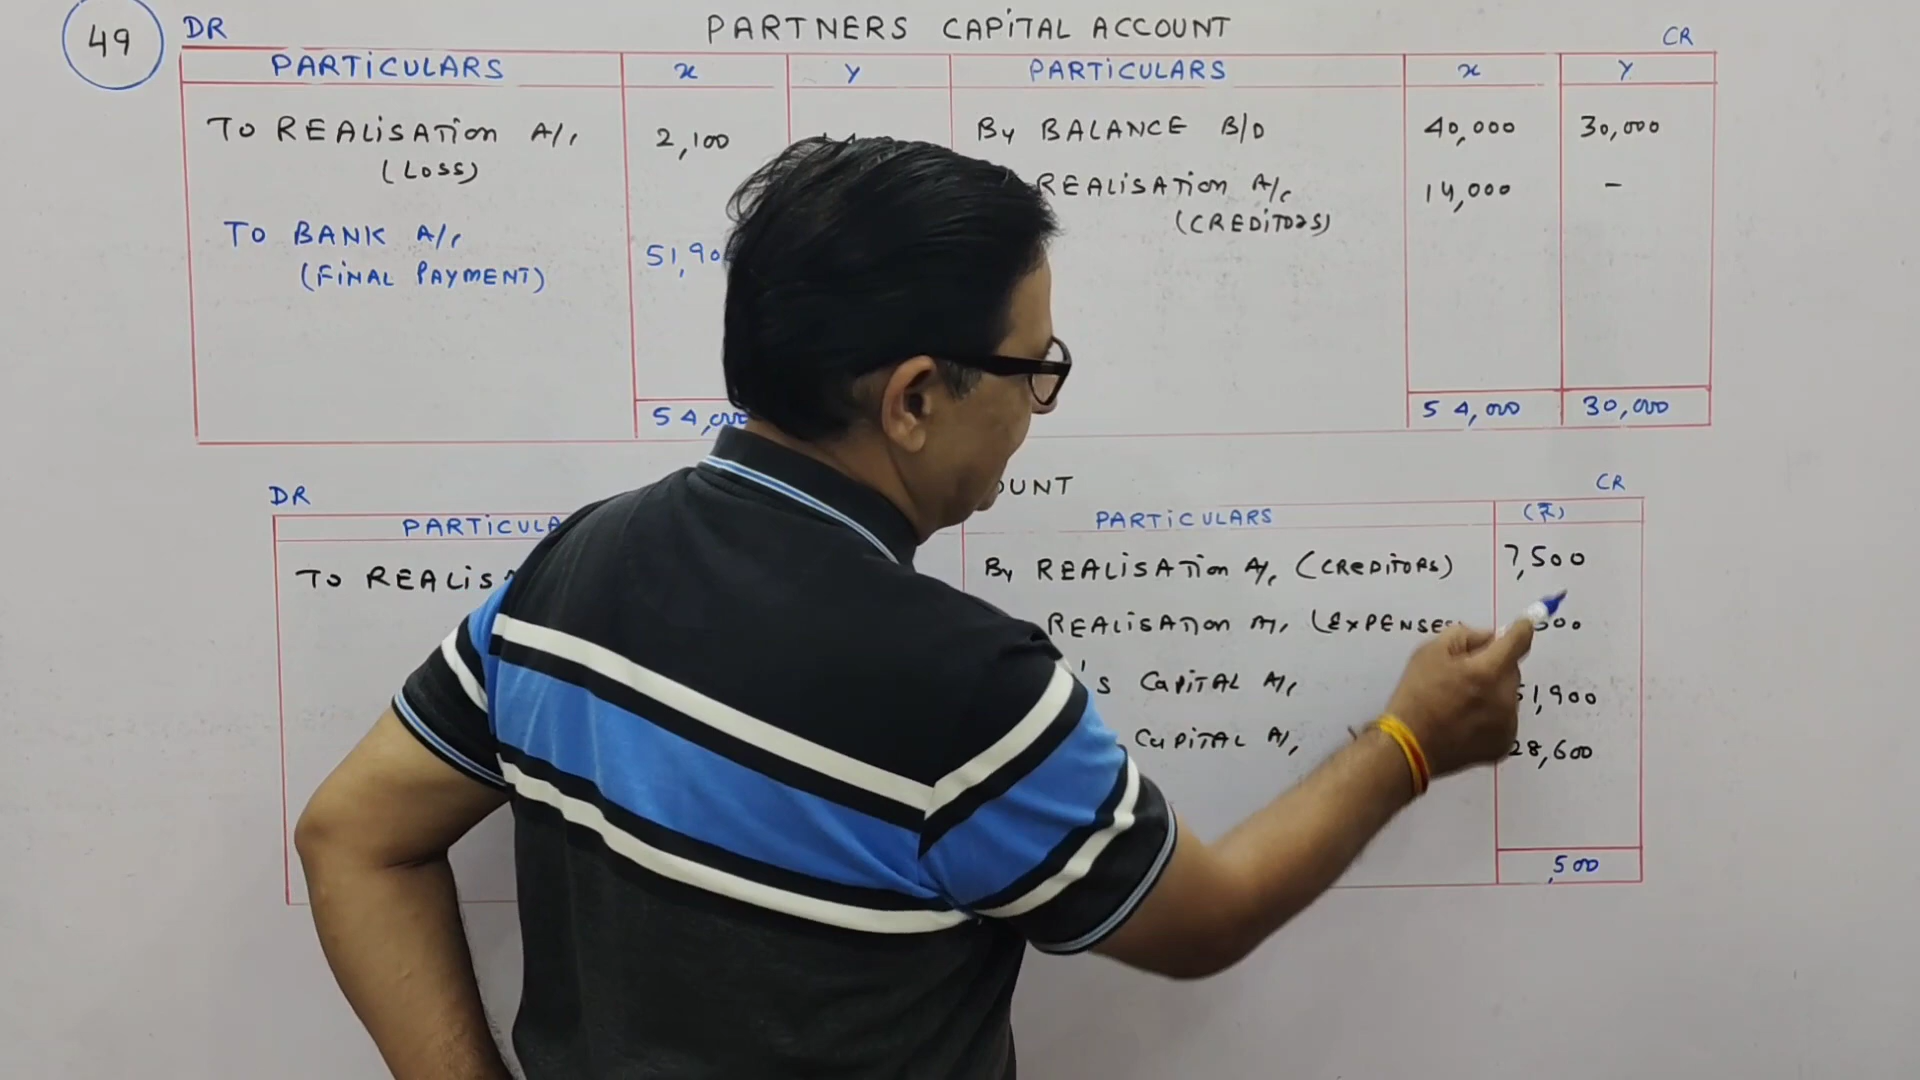 49
PARTNERS CAPITAL ACCOUNT
DR
CR
PARTICULARS x Y PARTICULARS x Y
TO REALISATION A/c 2,100 By BALANCE B/D 40,000 30,000
(LOSS) REALISATION A/c 14,000 -
(CREDITORS)
TO BANK A/c 51,90
(FINAL PAYMENT)
54,000 54,000 30,000
DR OUNT CR
PARTICULA PARTICULARS (₹)
TO REALIS By REALISATION A/c (CREDITORS) 7,500
REALISATION A/c (EXPENSES 500
's CAPITAL A/c 51,900
CAPITAL A/c 28,600
,500